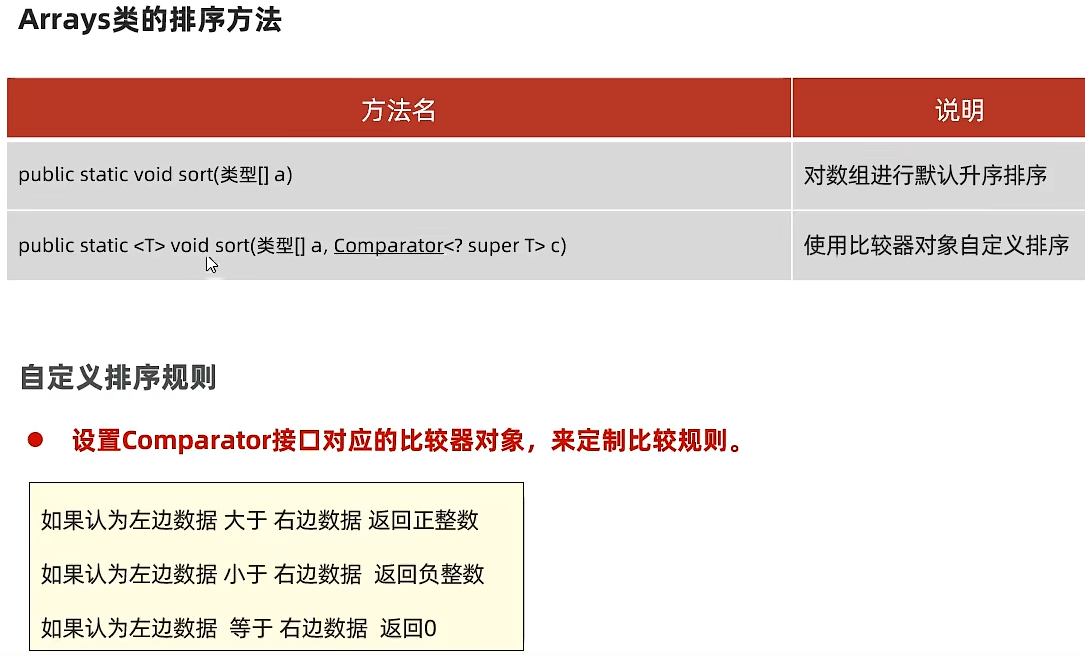 Arrays类的排序方法
方法名 说明
public static void sort(类型[] a) 对数组进行默认升序排序
public static <T> void sort(类型[] a, Comparator<? super T> c) 使用比较器对象自定义排序
自定义排序规则
● 设置Comparator接口对应的比较器对象，来定制比较规则。
如果认为左边数据 大于 右边数据 返回正整数
如果认为左边数据 小于 右边数据 返回负整数
如果认为左边数据 等于 右边数据 返回0